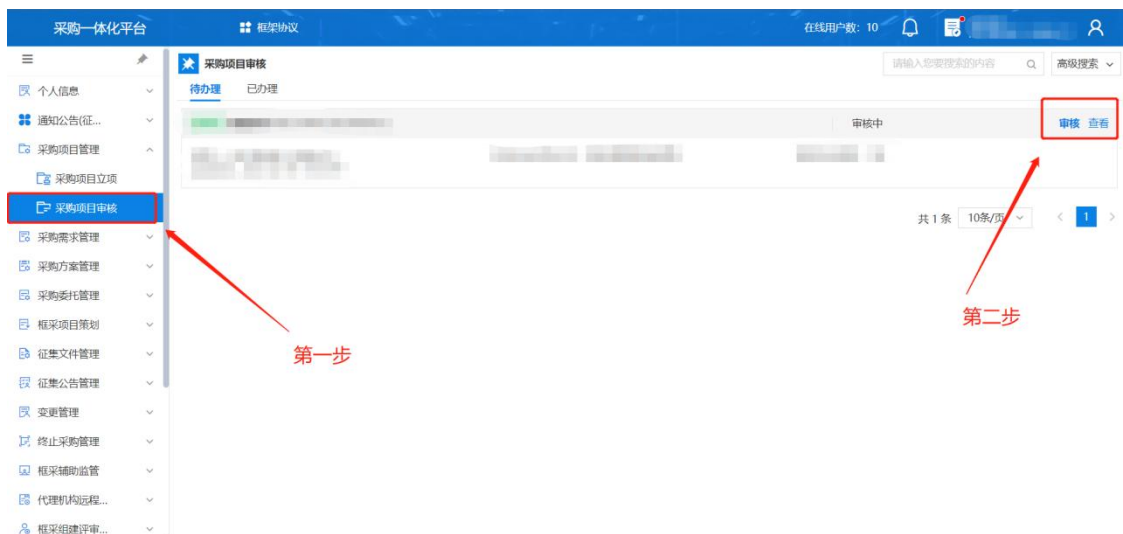 采购一体化平台
框架协议
在线用户数: 10
采购项目审核
请输入您要搜索的内容
高级搜索
个人信息
待办理 已办理
通知公告(征...
审核中
审核 查看
采购项目管理
采购项目立项
采购项目审核
共 1 条 10条/页 1
采购需求管理
采购方案管理
采购委托管理
框采项目策划
第二步
征集文件管理
第一步
征集公告管理
变更管理
终止采购管理
框采辅助监管
代理机构远程...
框采组建评审...